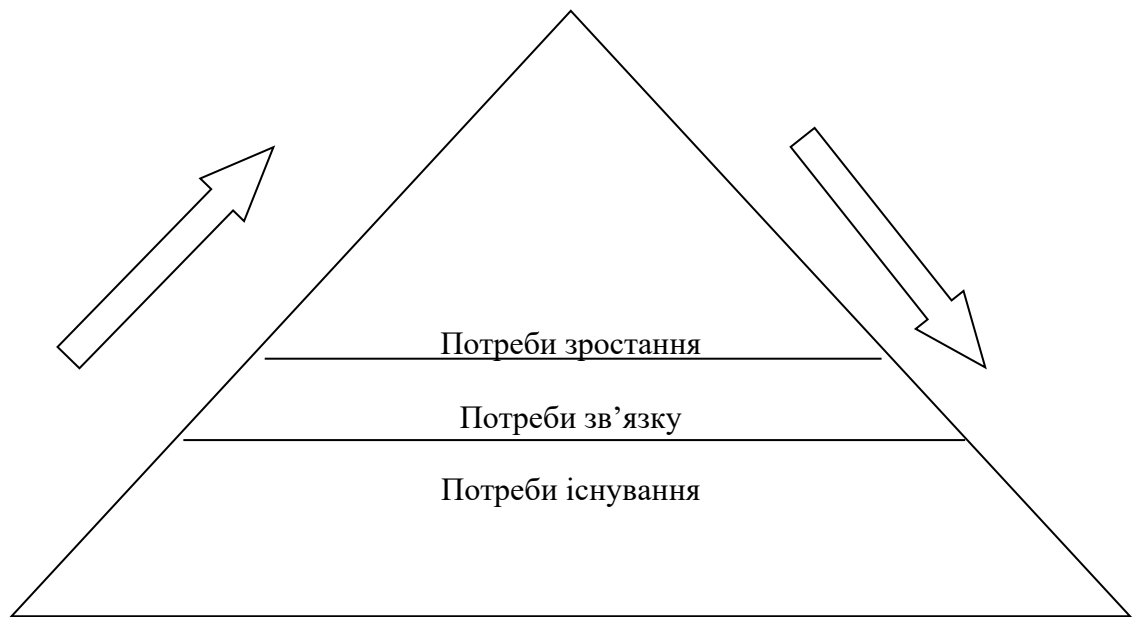 Потреби зростання
Потреби зв’язку
Потреби існування